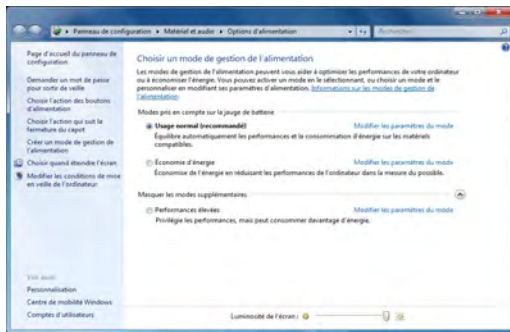 Panneau de configuration ▸ Matériel et audio ▸ Options d'alimentation
Rechercher
Page d'accueil du panneau de
configuration
Demander un mot de passe
pour sortir de veille
Choisir l'action des boutons
d'alimentation
Choisir l'action qui suit la
fermeture du capot
Créer un mode de gestion de
l'alimentation
Choisir quand éteindre l'écran
Modifier les conditions de mise
en veille de l'ordinateur
Voir aussi
Personnalisation
Centre de mobilité Windows
Comptes d'utilisateurs
Choisir un mode de gestion de l'alimentation
Les modes de gestion de l'alimentation peuvent vous aider à optimiser les performances de votre ordinateur
ou à économiser l'énergie. Vous pouvez activer un mode en le sélectionnant, ou choisir un mode et le
personnaliser en modifiant ses paramètres d'alimentation. Informations sur les modes de gestion de
l'alimentation
Modes pris en compte sur la jauge de batterie
Usage normal (recommandé) Modifier les paramètres du mode
Équilibre automatiquement les performances et la consommation d'énergie sur les matériels
compatibles.
Économie d'énergie Modifier les paramètres du mode
Économise de l'énergie en réduisant les performances de l'ordinateur dans la mesure du possible.
Masquer les modes supplémentaires
Performances élevées Modifier les paramètres du mode
Privilégie les performances, mais peut consommer davantage d'énergie.
Luminosité de l'écran :